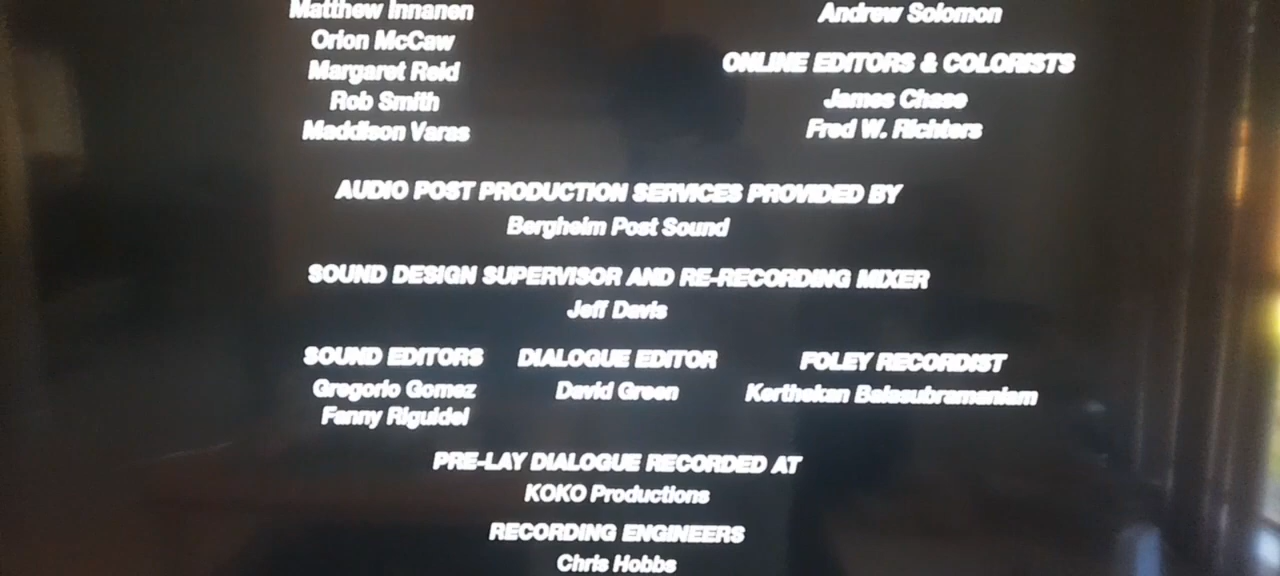 Matthew Innanen
Orion McCaw
Margaret Reid
Rob Smith
Maddison Varas
Andrew Solomon
ONLINE EDITORS & COLORISTS
James Chase
Fred W. Richters
AUDIO POST PRODUCTION SERVICES PROVIDED BY
Bergheim Post Sound
SOUND DESIGN SUPERVISOR AND RE-RECORDING MIXER
Jeff Davis
SOUND EDITORS
Gregorio Gomez
Fanny Riguidel
DIALOGUE EDITOR
David Green
FOLEY RECORDIST
Kerthekan Balasubramaniam
PRE-LAY DIALOGUE RECORDED AT
KOKO Productions
RECORDING ENGINEERS
Chris Hobbs